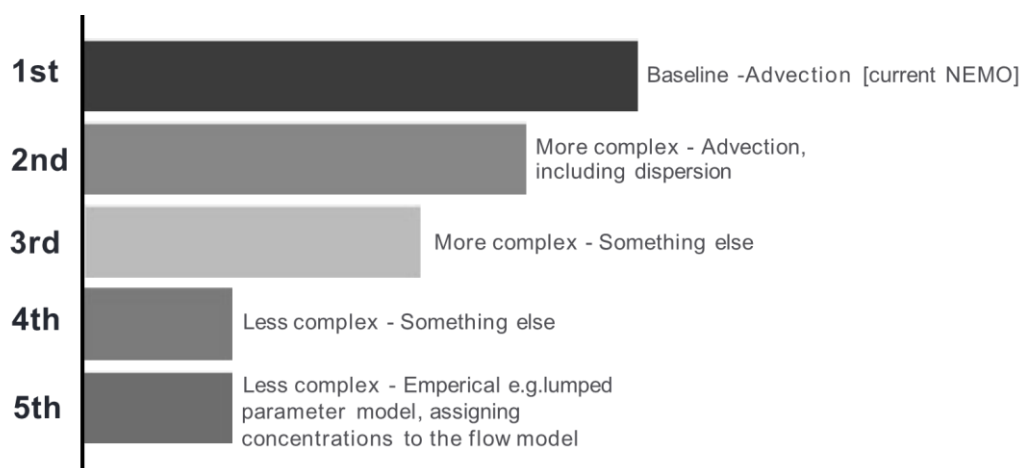 1st
Baseline -Advection [current NEMO]
2nd
More complex - Advection,
including dispersion
3rd
More complex - Something else
4th
Less complex - Something else
5th
Less complex - Emperical e.g.lumped
parameter model, assigning
concentrations to the flow model